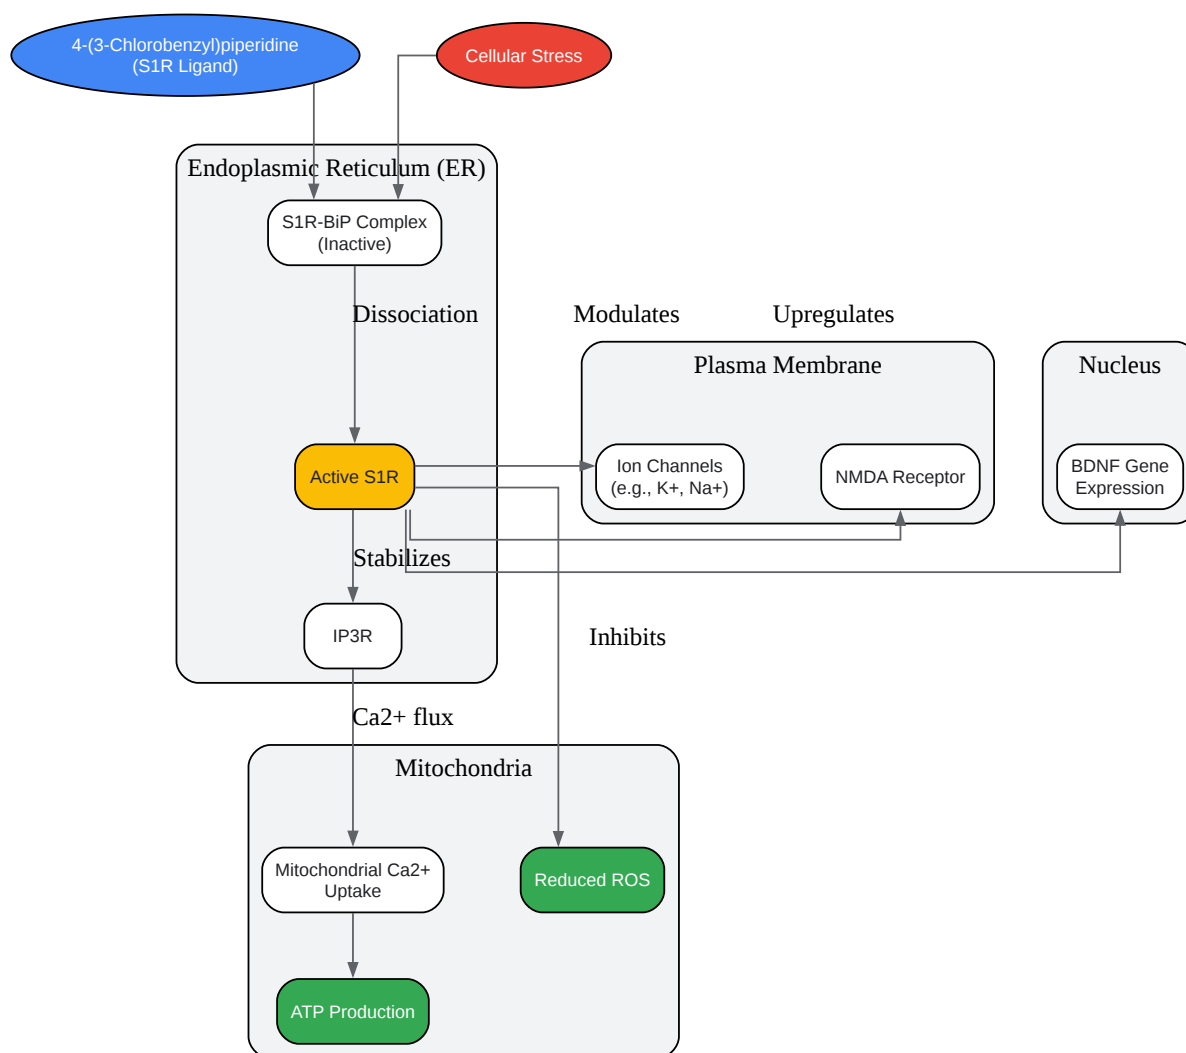 4-(3-Chlorobenzyl)piperidine
(S1R Ligand)
Cellular Stress
Endoplasmic Reticulum (ER)
S1R-BiP Complex
(Inactive)
Dissociation
Modulates
Upregulates
Plasma Membrane
Nucleus
Active S1R
Ion Channels
(e.g., K+, Na+)
NMDA Receptor
BDNF Gene
Expression
Stabilizes
IP3R
Inhibits
Ca2+ flux
Mitochondria
Mitochondrial Ca2+
Uptake
Reduced ROS
ATP Production